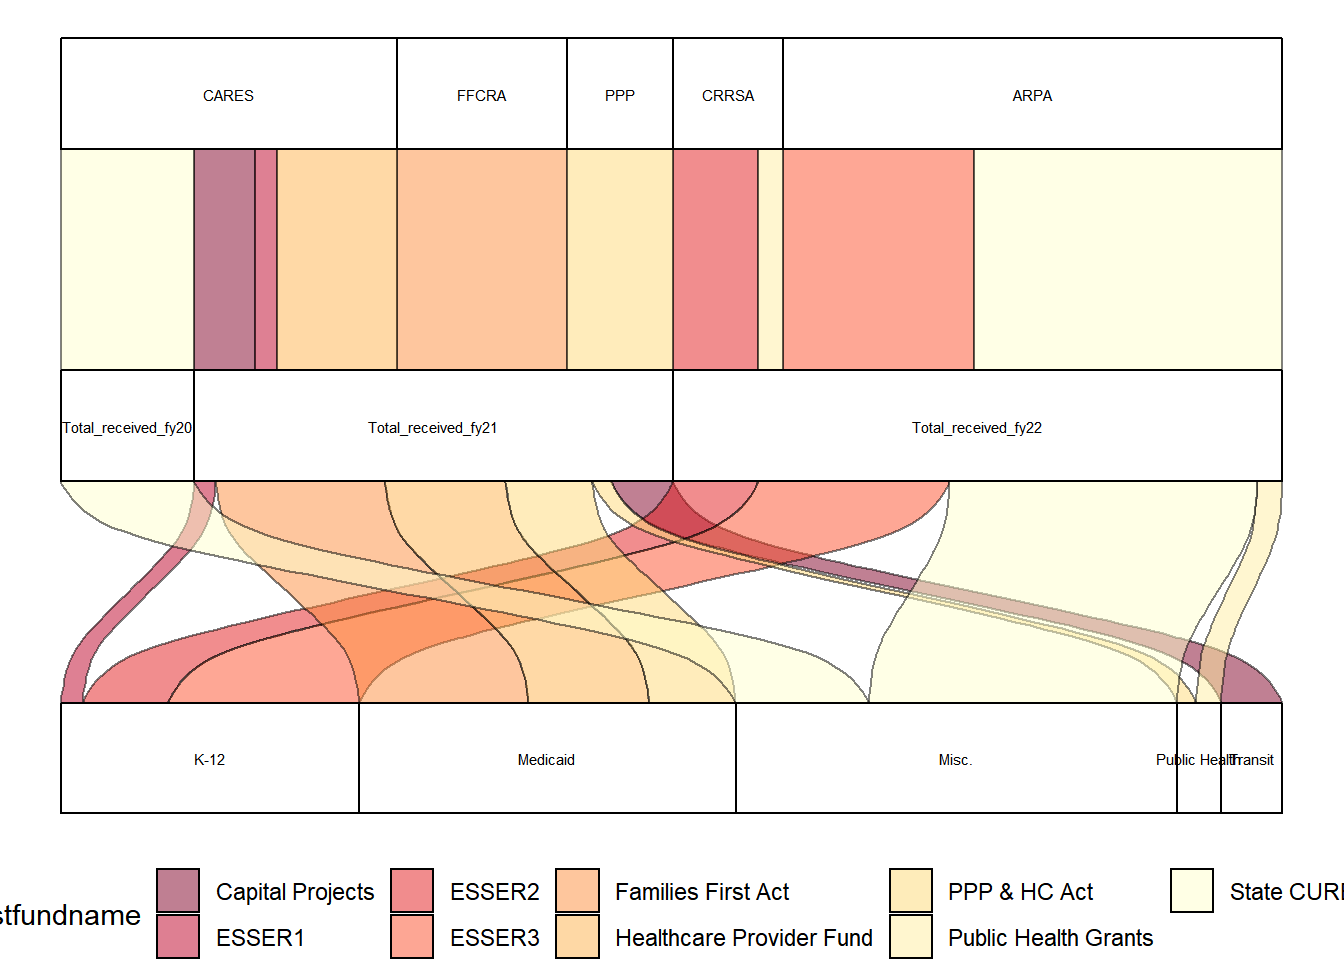 CARES FFCRA PPP CRRSA ARPA
Total_received_fy20 Total_received_fy21 Total_received_fy22
K-12 Medicaid Misc. Public Health Transit
stfundname
Capital Projects ESSER2 Families First Act PPP & HC Act State CURE
ESSER1 ESSER3 Healthcare Provider Fund Public Health Grants